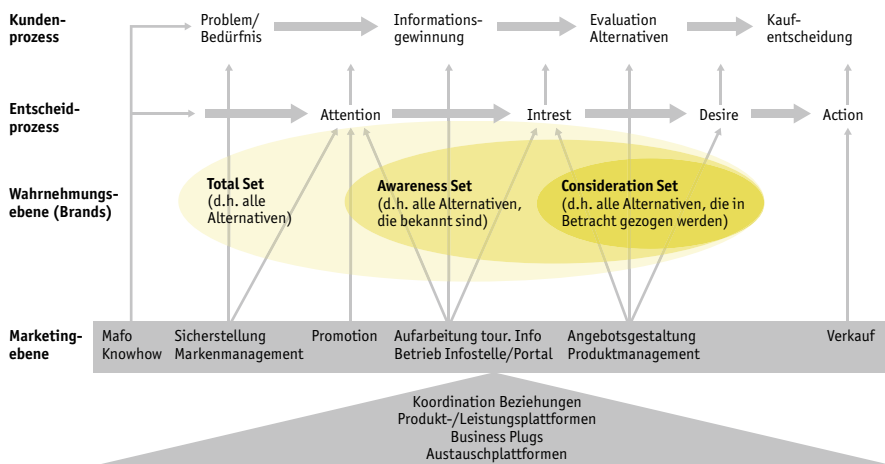 Kunden-
prozess
Problem/
Bedürfnis
Informations-
gewinnung
Evaluation
Alternativen
Kauf-
entscheidung
Entscheid-
prozess
Attention
Intrest
Desire
Action
Wahrnehmungs-
ebene (Brands)
Total Set
(d.h. alle
Alternativen)
Awareness Set
(d.h. alle Alternativen,
die bekannt sind)
Consideration Set
(d.h. alle Alternativen, die in
Betracht gezogen werden)
Marketing-
ebene
Mafo
Knowhow
Sicherstellung
Markenmanagement
Promotion
Aufarbeitung tour. Info
Betrieb Infostelle/Portal
Angebotsgestaltung
Produktmanagement
Verkauf
Koordination Beziehungen
Produkt-/Leistungsplattformen
Business Plugs
Austauschplattformen